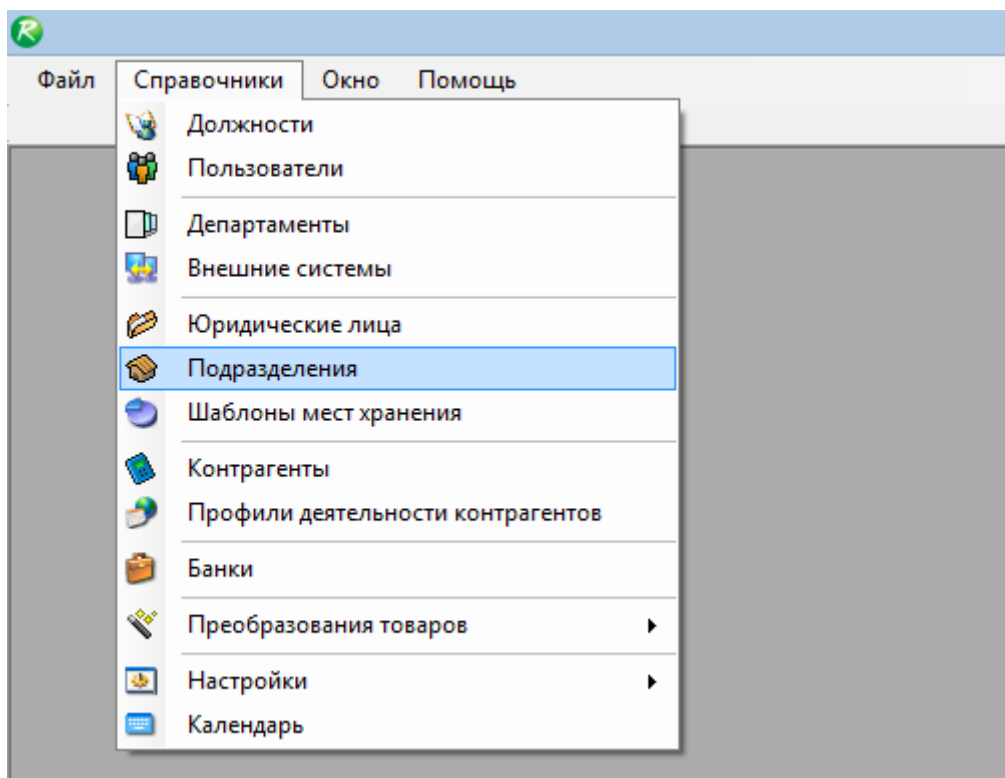 Файл Справочники Окно Помощь
Должности
Пользователи
Департаменты
Внешние системы
Юридические лица
Подразделения
Шаблоны мест хранения
Контрагенты
Профили деятельности контрагентов
Банки
Преобразования товаров
Настройки
Календарь